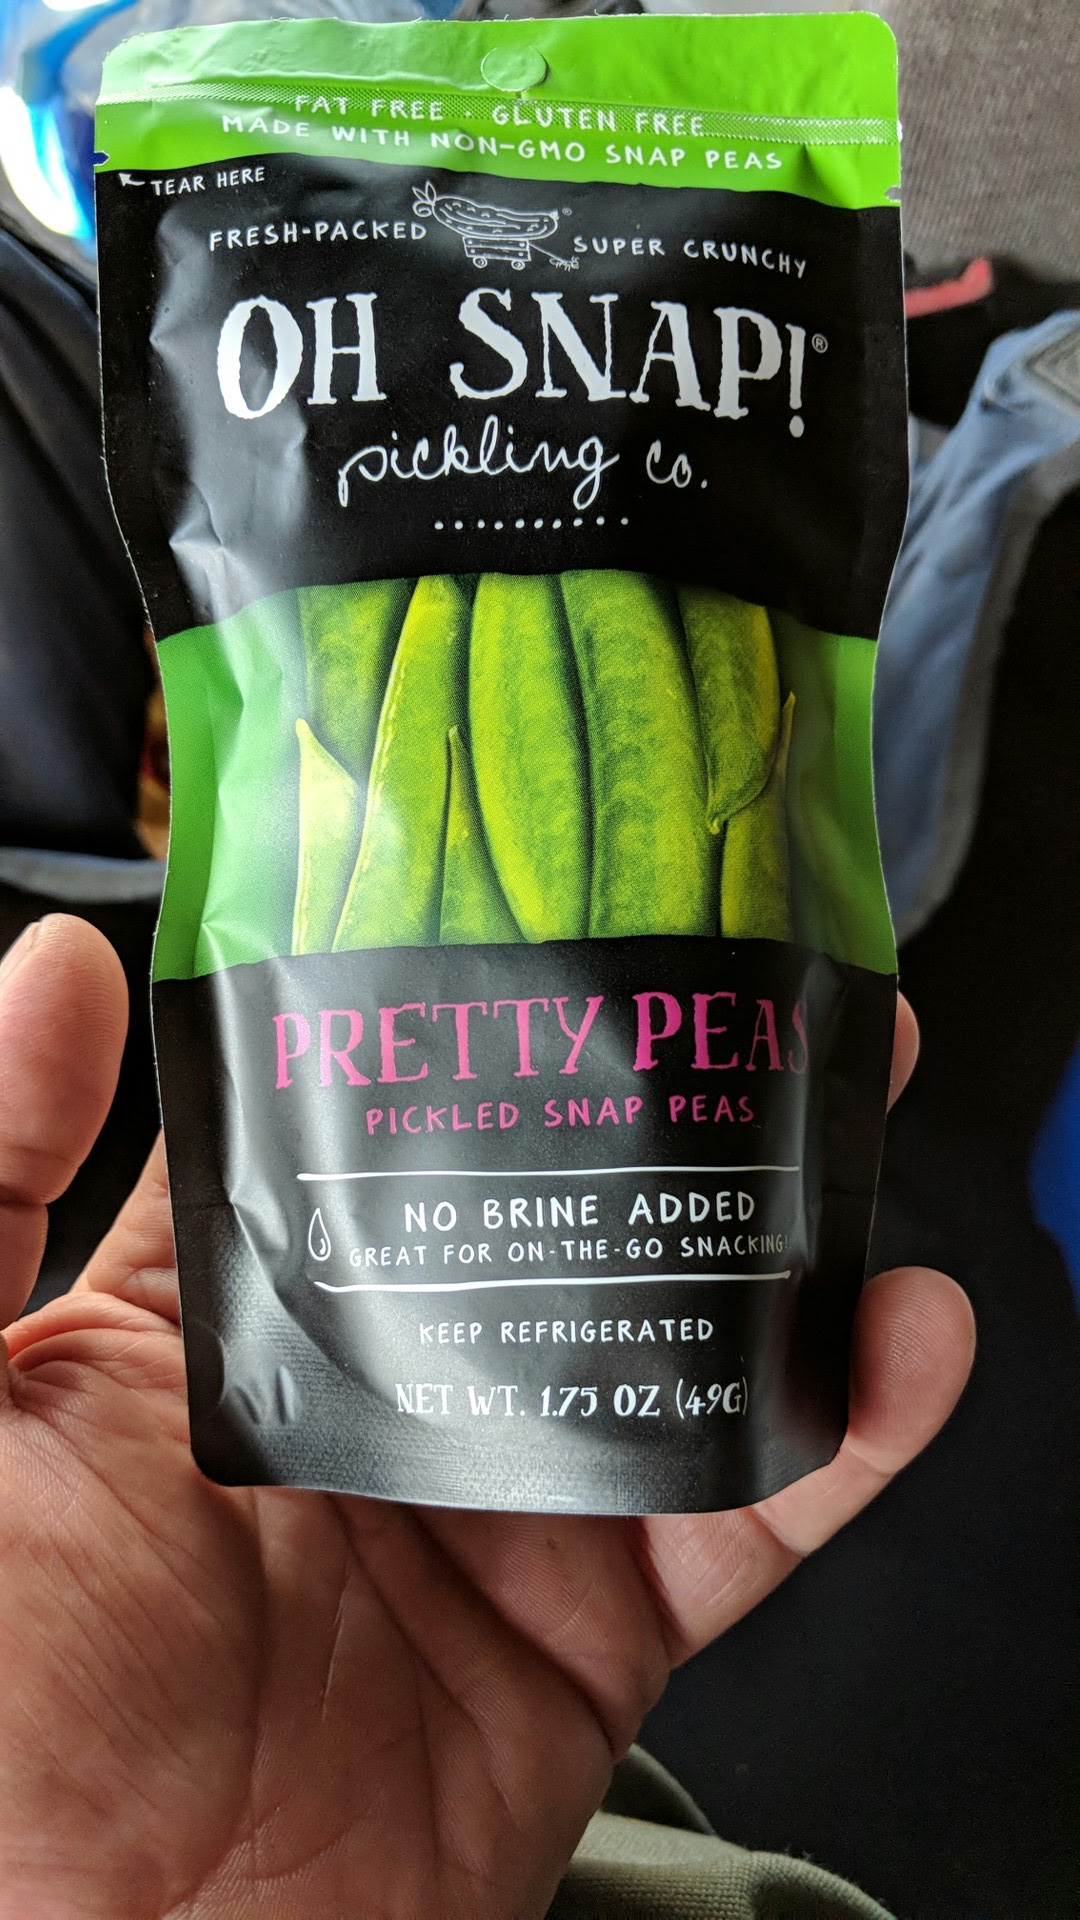 FAT FREE · GLUTEN FREE
MADE WITH NON-GMO SNAP PEAS
TEAR HERE
FRESH-PACKED ® SUPER CRUNCHY
OH SNAP!®
pickling co.
PRETTY PEAS
PICKLED SNAP PEAS
NO BRINE ADDED
GREAT FOR ON-THE-GO SNACKING!
KEEP REFRIGERATED
NET WT. 1.75 OZ (49G)